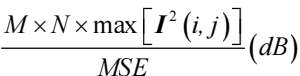 M × N × max [ I² (i, j) ]
MSE
(dB)